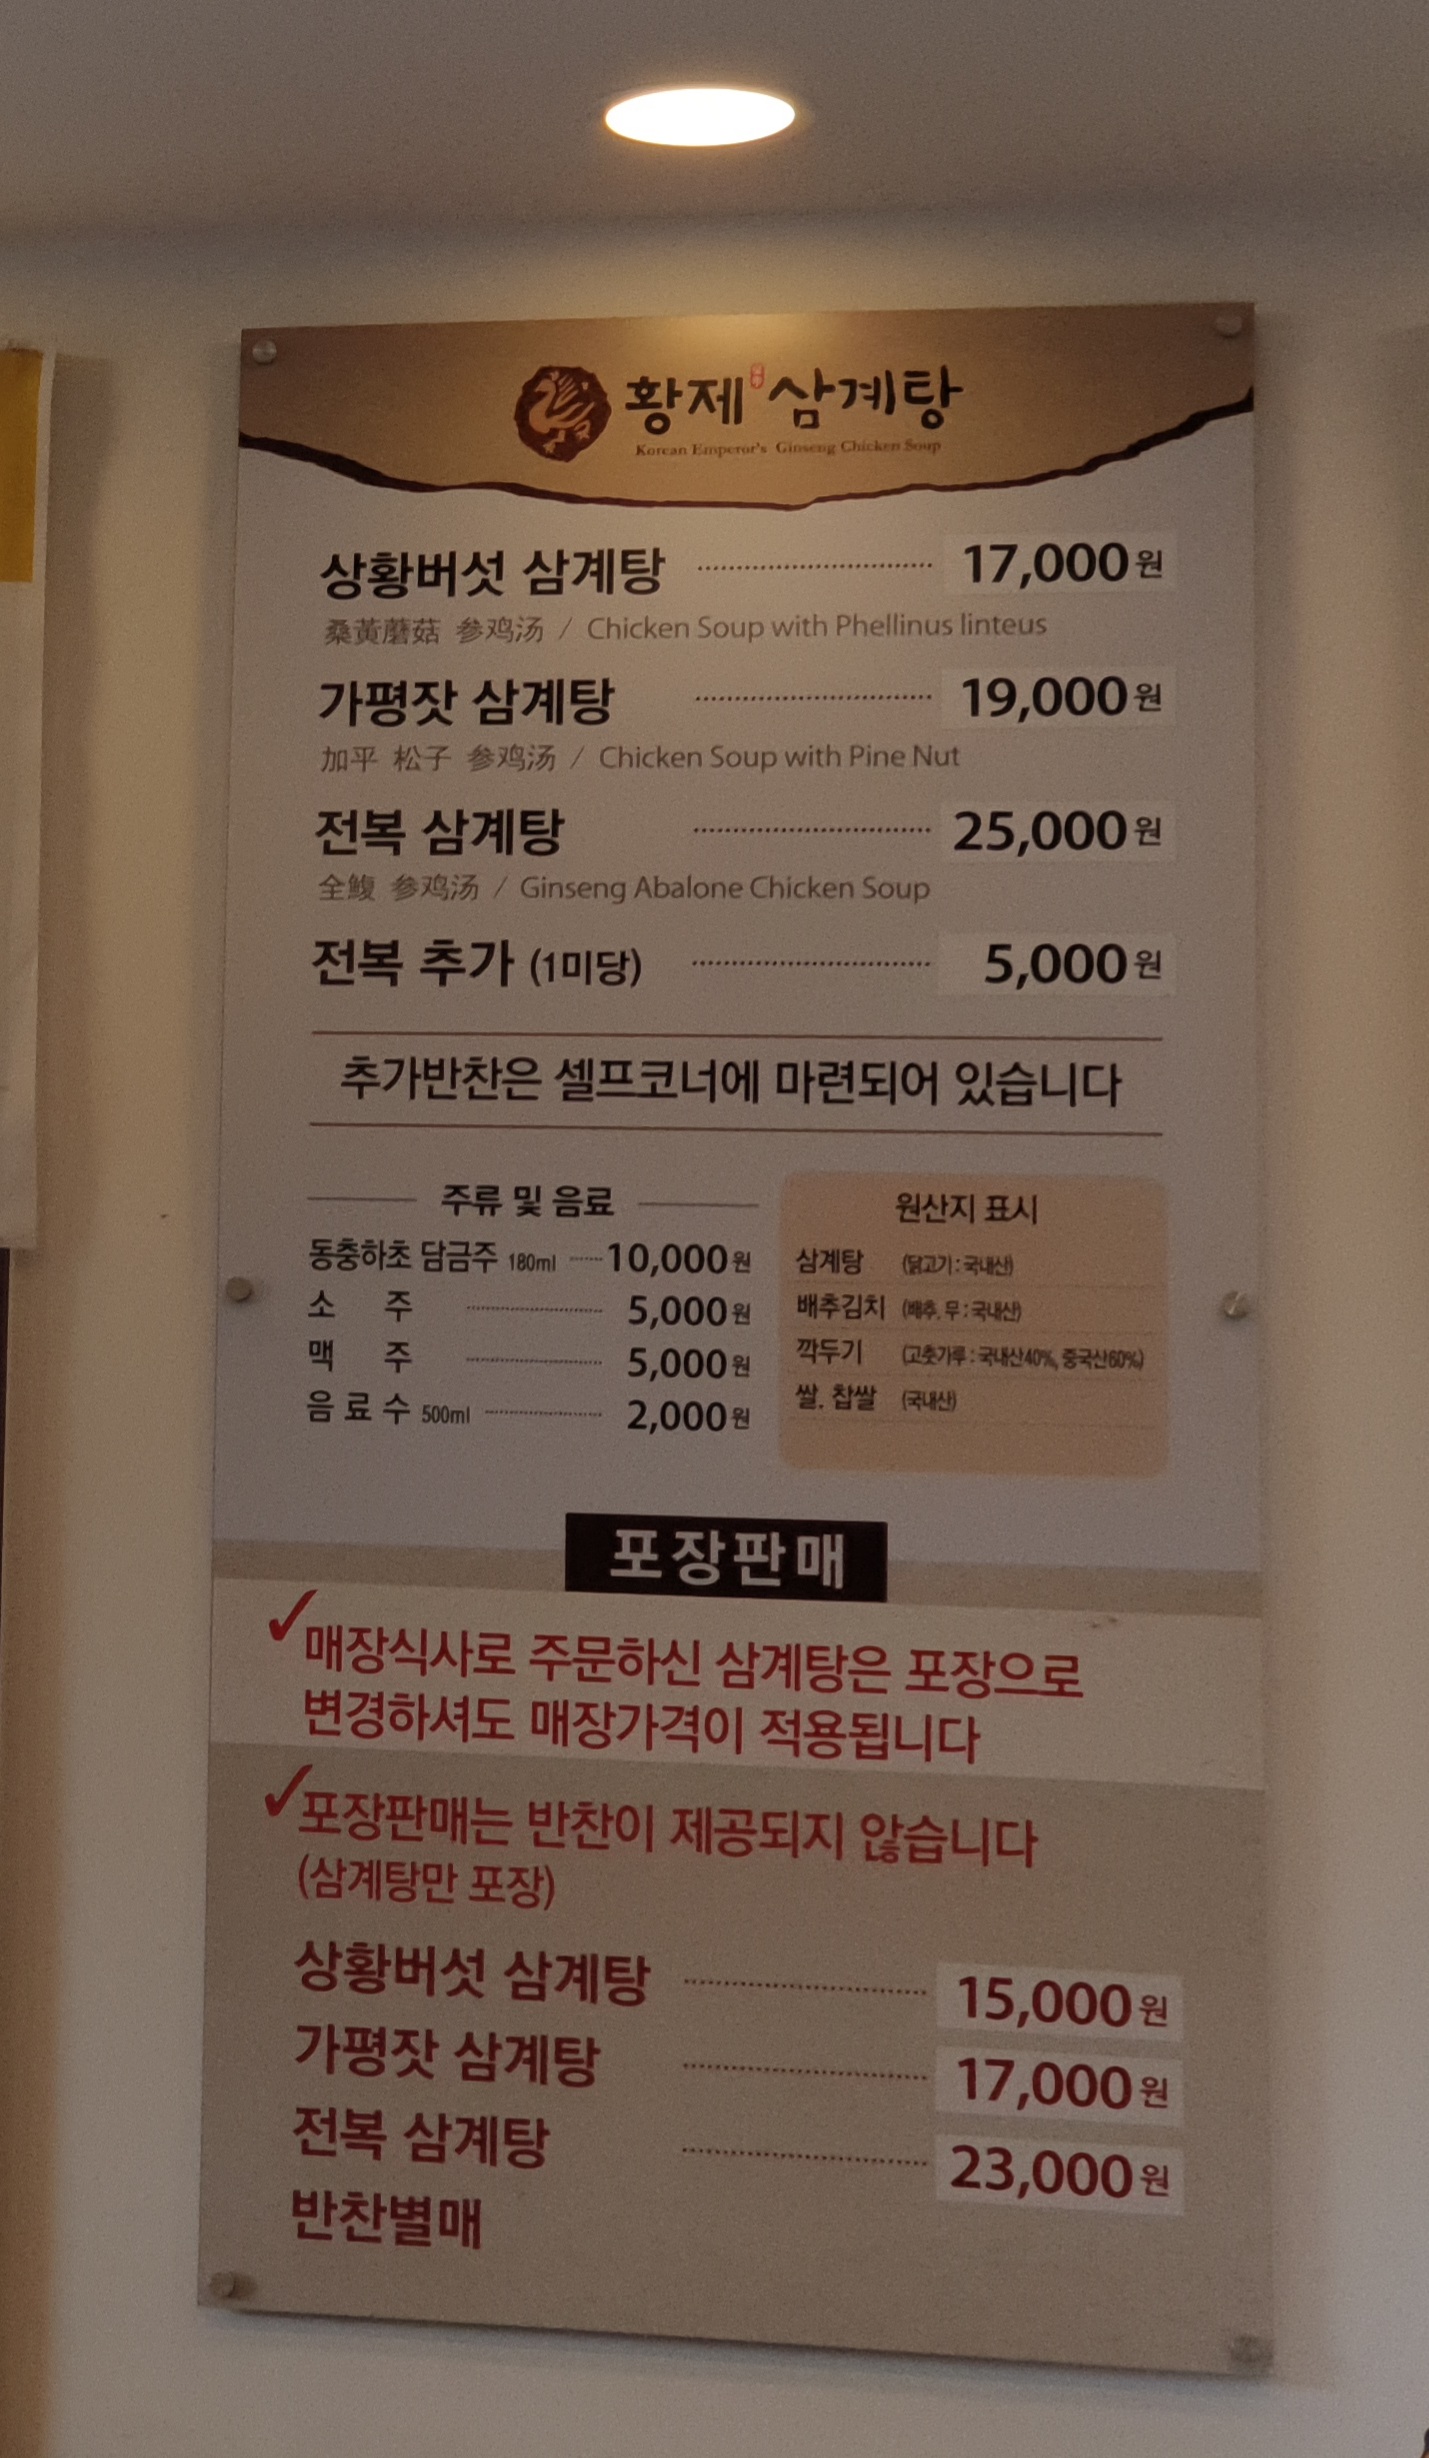 황제 삼계탕
Korean Emperor's Ginseng Chicken Soup
상황버섯 삼계탕 17,000원
桑黃蘑菇 参鸡汤 / Chicken Soup with Phellinus linteus
가평잣 삼계탕 19,000원
加平 松子 参鸡汤 / Chicken Soup with Pine Nut
전복 삼계탕 25,000원
全鰒 参鸡汤 / Ginseng Abalone Chicken Soup
전복 추가 (1미당) 5,000원
추가반찬은 셀프코너에 마련되어 있습니다
주류 및 음료
동충하초 담금주 180ml 10,000원
소 주 5,000원
맥 주 5,000원
음 료 수 500ml 2,000원
원산지 표시
삼계탕 (닭고기 : 국내산)
배추김치 (배추, 무 : 국내산)
깍두기 (고춧가루 : 국내산40%, 중국산60%)
쌀, 찹쌀 (국내산)
포장판매
✓매장식사로 주문하신 삼계탕은 포장으로
변경하셔도 매장가격이 적용됩니다
✓포장판매는 반찬이 제공되지 않습니다
(삼계탕만 포장)
상황버섯 삼계탕 15,000원
가평잣 삼계탕 17,000원
전복 삼계탕 23,000원
반찬별매